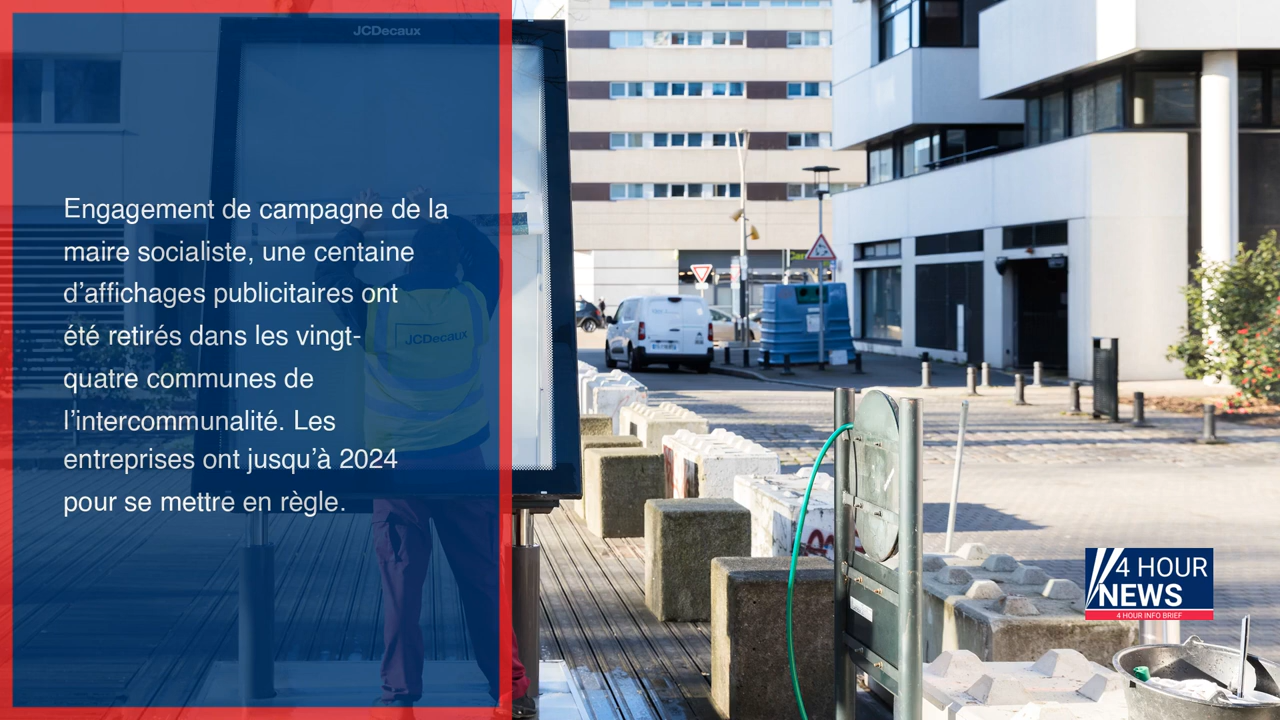 JCDecaux
Engagement de campagne de la
maire socialiste, une centaine
d’affichages publicitaires ont
été retirés dans les vingt-
quatre communes de
l’intercommunalité. Les
entreprises ont jusqu’à 2024
pour se mettre en règle.
JCDecaux
4 HOUR
NEWS
4 HOUR INFO BRIEF